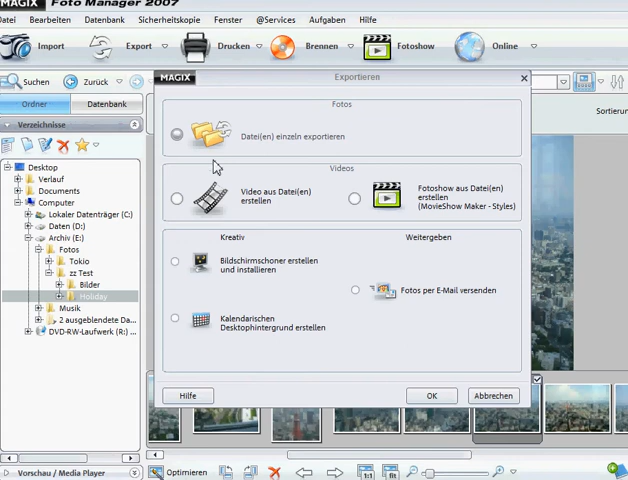 MAGIX Foto Manager 2007
Datei Bearbeiten Datenbank Sicherheitskopie Fenster @Services Aufgaben Hilfe
Import Export Drucken Brennen Fotoshow Online
Suchen Zurück
Ordner Datenbank
Verzeichnisse
Desktop
Verlauf
Documents
Computer
Lokaler Datenträger (C:)
Daten (D:)
Archiv (E:)
Fotos
Tokio
zz Test
Bilder
Holiday
Musik
2 ausgeblendete Da...
DVD-RW-Laufwerk (R:)
Vorschau / Media Player
Sortierun
MAGIX Exportieren
Fotos
Datei(en) einzeln exportieren
Videos
Video aus Datei(en)
erstellen
Fotoshow aus Datei(en)
erstellen
(MovieShow Maker - Styles)
Kreativ
Bildschirmschoner erstellen
und installieren
Kalendarischen
Desktophintergrund erstellen
Weitergeben
Fotos per E-Mail versenden
Hilfe OK Abbrechen
Optimieren
1:1 fit